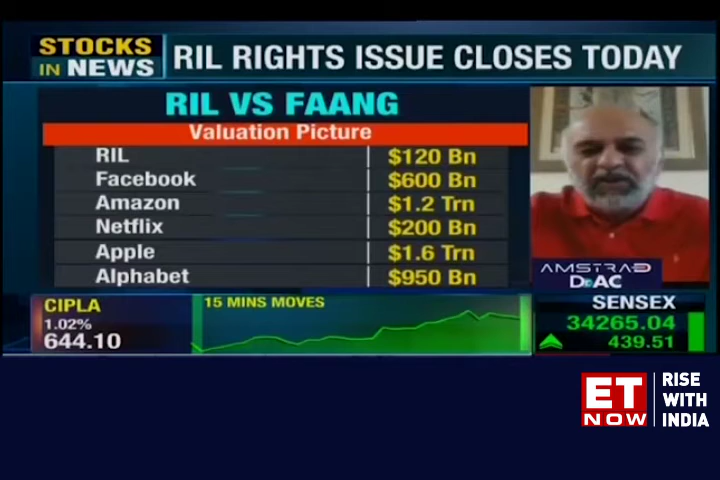 STOCKS
IN NEWS
RIL RIGHTS ISSUE CLOSES TODAY
RIL VS FAANG
Valuation Picture
RIL $120 Bn
Facebook $600 Bn
Amazon $1.2 Trn
Netflix $200 Bn
Apple $1.6 Trn
Alphabet $950 Bn
AMSTRAD
DrAC
CIPLA
1.02%
644.10
15 MINS MOVES
SENSEX
34265.04
439.51
ET
NOW
RISE
WITH
INDIA